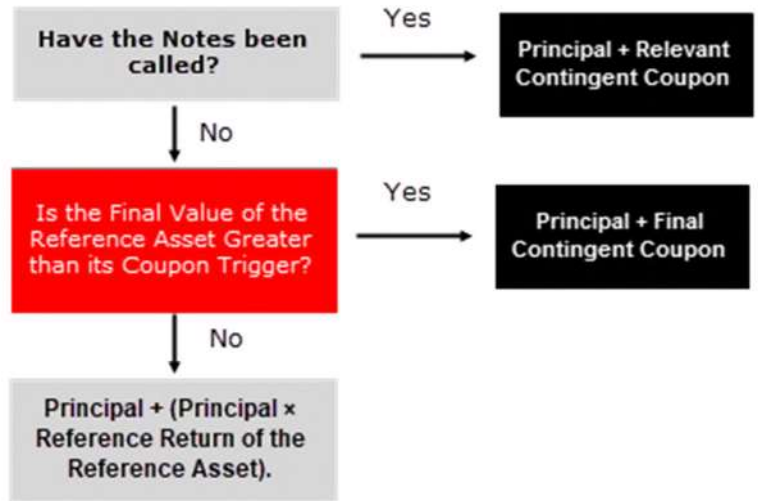 Have the Notes been
called?
Yes
Principal + Relevant
Contingent Coupon
No
Is the Final Value of the
Reference Asset Greater
than its Coupon Trigger?
Yes
Principal + Final
Contingent Coupon
No
Principal + (Principal ×
Reference Return of the
Reference Asset).